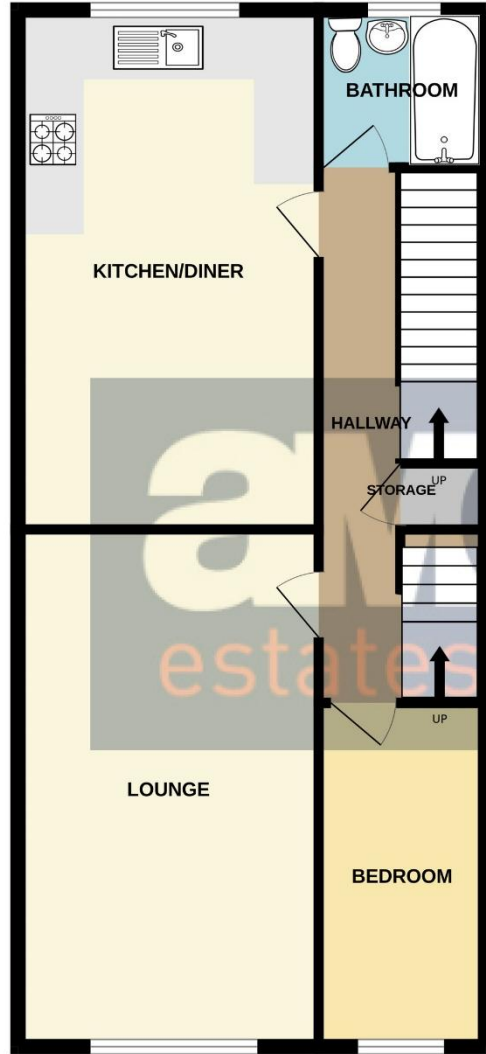 BATHROOM
KITCHEN/DINER
HALLWAY
UP
STORAGE
estates
UP
LOUNGE
BEDROOM